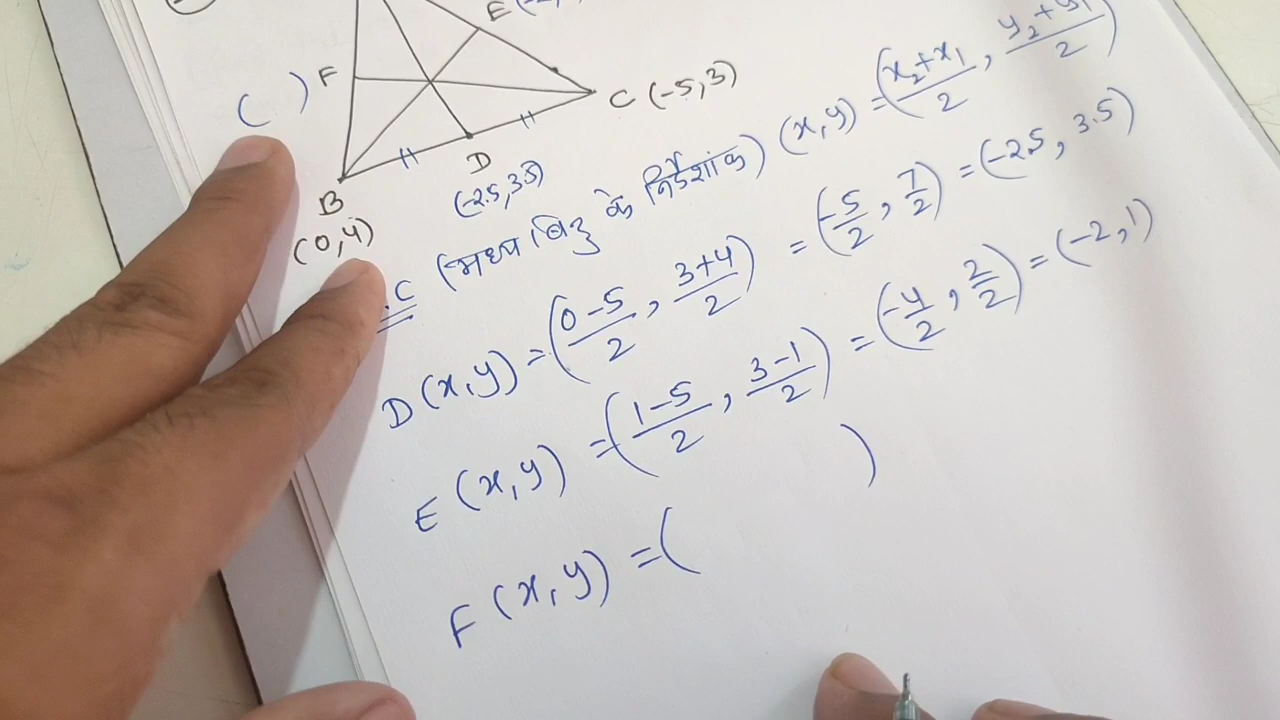 E (-2,
F
( )
C (-5,3)
D
(-2.5,3.5)
B
(0,4)
C (मध्य बिंदु के निर्देशांक) (x,y) = (x₂+x₁/2, y₂+y₁/2)
D(x,y) = (0-5/2, 3+4/2) = (-5/2, 7/2) = (-2.5, 3.5)
E(x,y) = (1-5/2, 3-1/2) = (-4/2, 2/2) = (-2,1)
F(x,y) = ( )